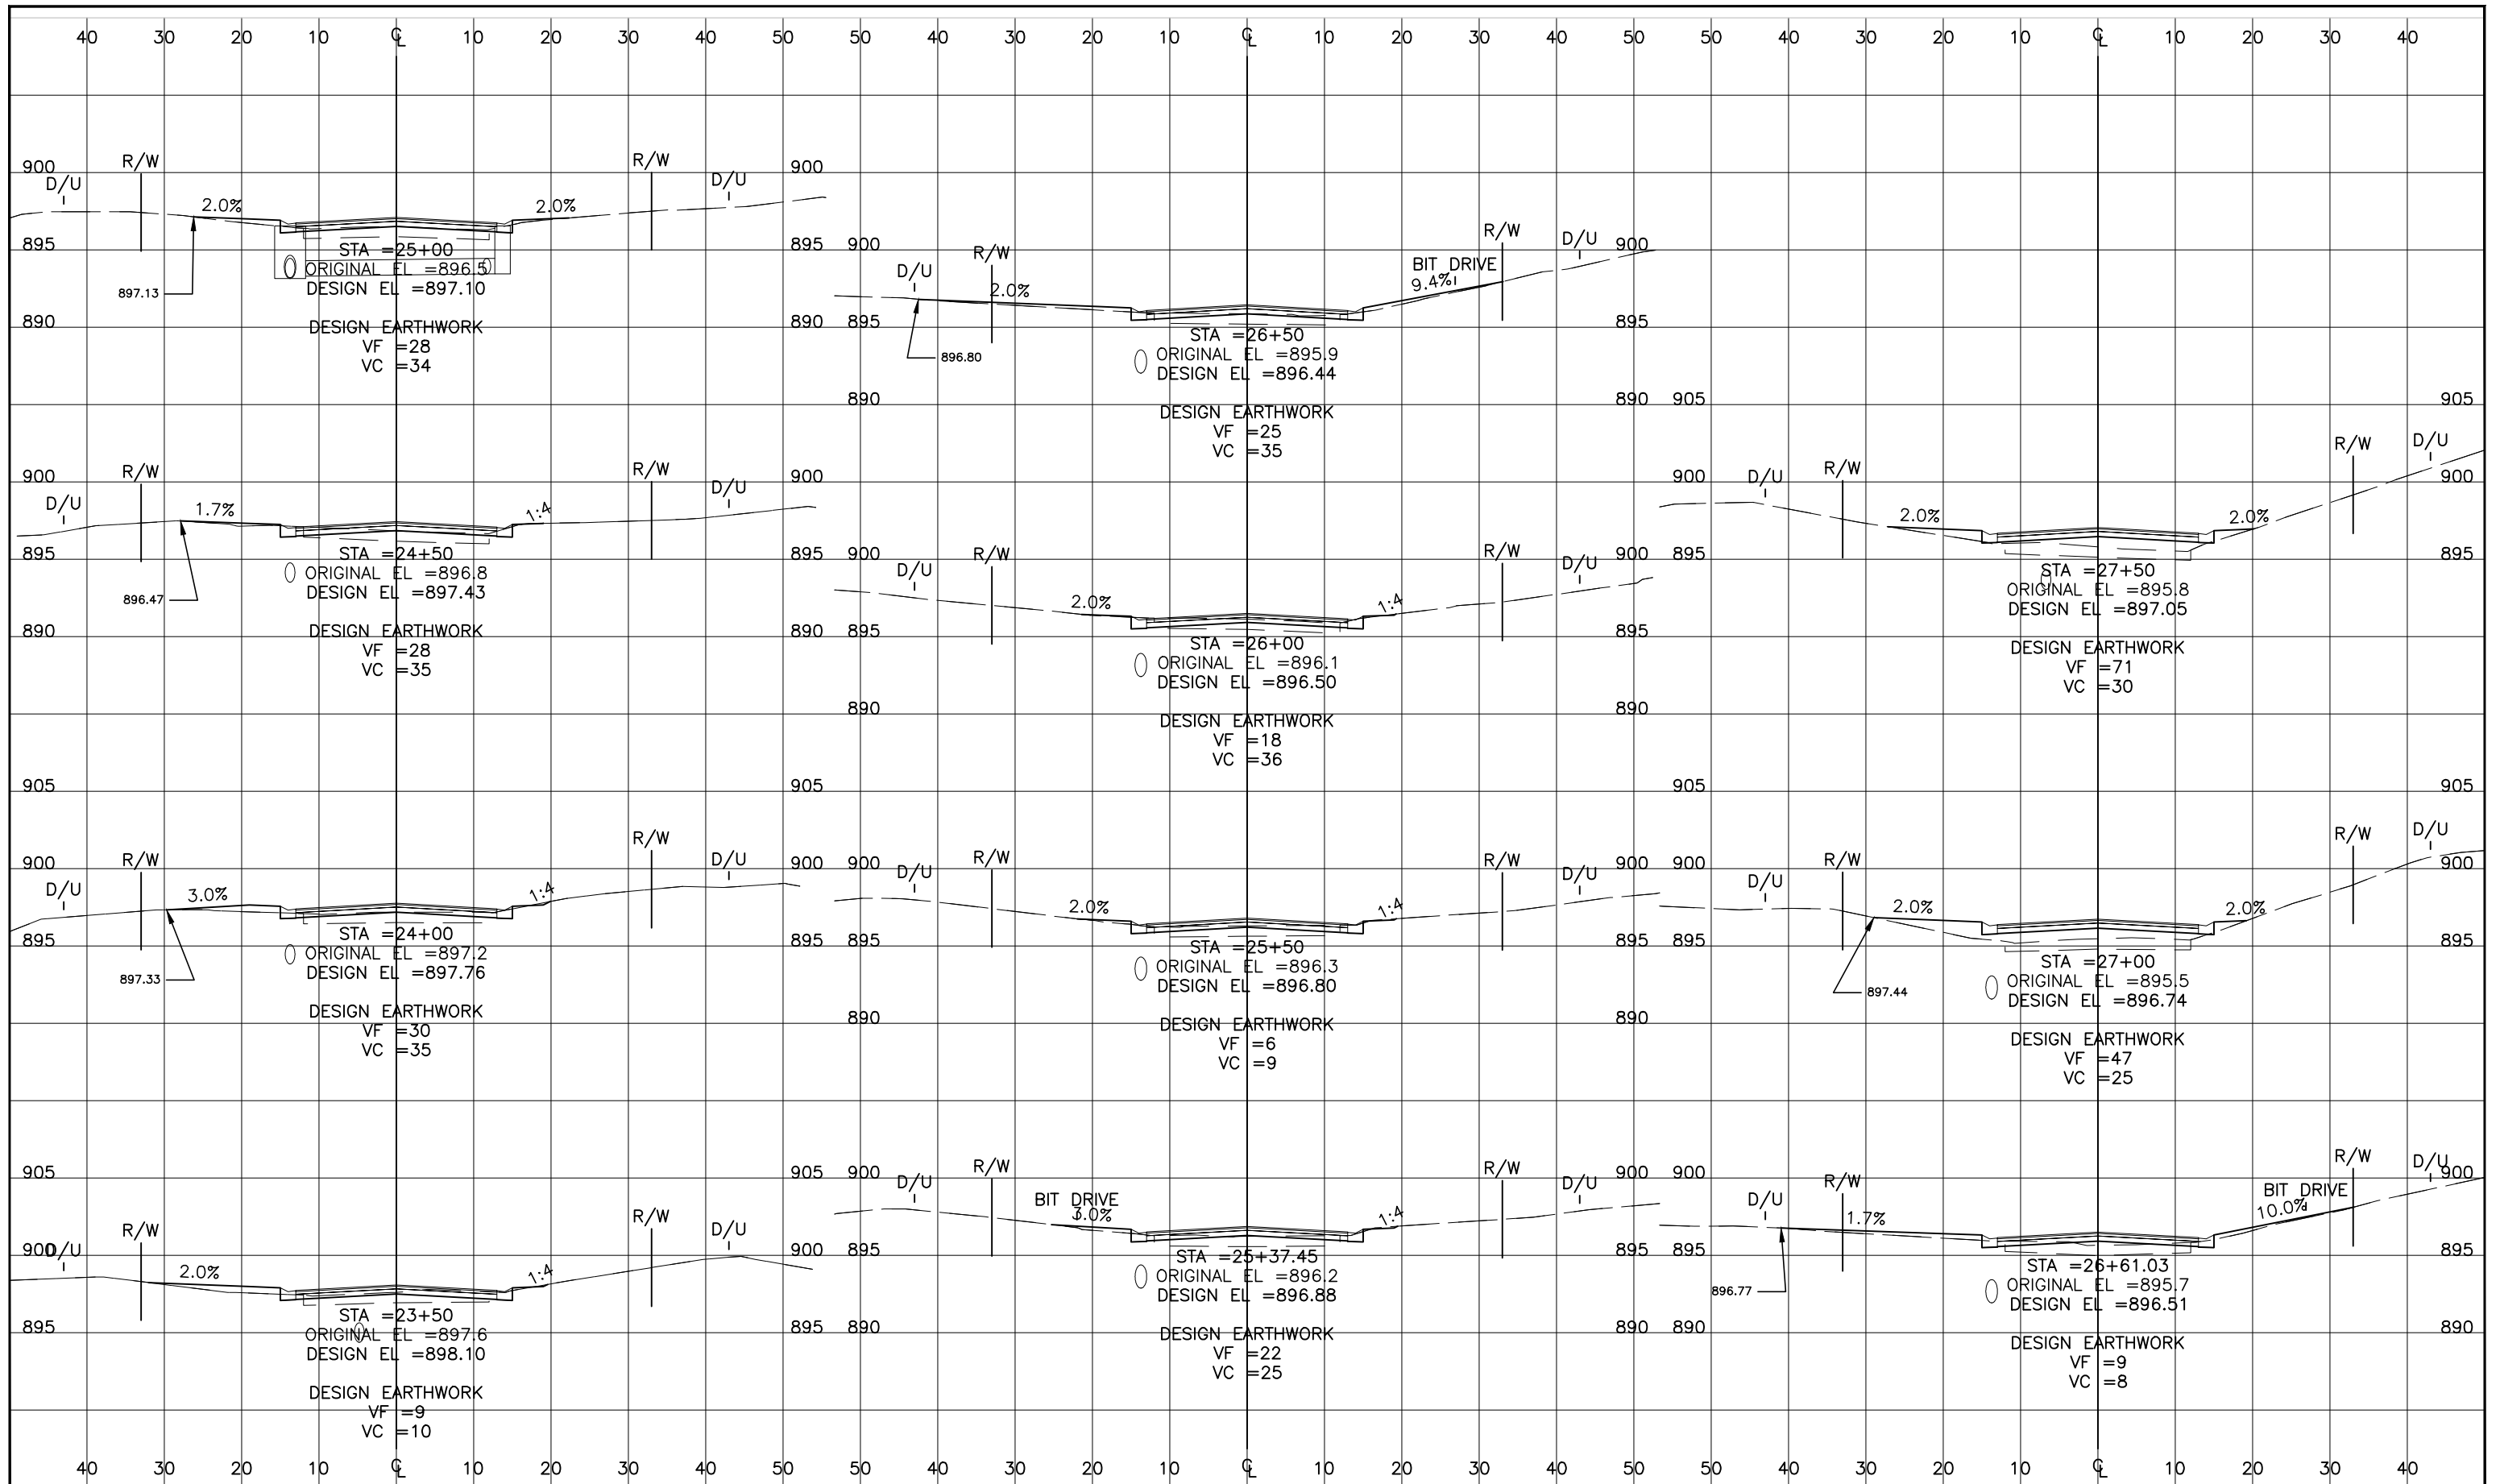 40 30 20 10 ℄ 10 20 30 40 50 50 40 30 20 10 ℄ 10 20 30 40 50 50 40 30 20 10 ℄ 10 20 30 40
900 900
R/W R/W
D/U D/U
2.0% 2.0%
895 895
STA =25+00
ORIGINAL EL =896.5
DESIGN EL =897.10
897.13
890 890
DESIGN EARTHWORK
VF =28
VC =34
900 900
R/W R/W
D/U D/U
1.7% 1:4
895 895
STA =24+50
ORIGINAL EL =896.8
DESIGN EL =897.43
896.47
890 890
DESIGN EARTHWORK
VF =28
VC =35
905 905
900 900
R/W R/W
D/U D/U
3.0% 1:4
895 895
STA =24+00
ORIGINAL EL =897.2
DESIGN EL =897.76
897.33
DESIGN EARTHWORK
VF =30
VC =35
905 905
R/W R/W
900 D/U D/U 900
2.0% 1:4
STA =23+50
895 895
ORIGINAL EL =897.6
DESIGN EL =898.10
DESIGN EARTHWORK
VF =9
VC =10
900 900
R/W R/W
D/U D/U
BIT DRIVE
2.0% 9.4%
895 895
STA =26+50
ORIGINAL EL =895.9
DESIGN EL =896.44
896.80
890 890
DESIGN EARTHWORK
VF =25
VC =35
900 900
R/W R/W
D/U D/U
2.0% 1:4
895 895
STA =26+00
ORIGINAL EL =896.1
DESIGN EL =896.50
890 890
DESIGN EARTHWORK
VF =18
VC =36
900 900
R/W R/W
D/U D/U
2.0% 1:4
895 895
STA =25+50
ORIGINAL EL =896.3
DESIGN EL =896.80
890 890
DESIGN EARTHWORK
VF =6
VC =9
900 900
R/W R/W
D/U D/U
BIT DRIVE
3.0% 1:4
895 895
STA =25+37.45
ORIGINAL EL =896.2
DESIGN EL =896.88
890 890
DESIGN EARTHWORK
VF =22
VC =25
905 905
R/W R/W
900 D/U D/U 900
2.0% 2.0%
895 895
STA =27+50
ORIGINAL EL =895.8
DESIGN EL =897.05
DESIGN EARTHWORK
VF =71
VC =30
905 905
R/W R/W
900 900
D/U D/U
2.0% 2.0%
895 895
STA =27+00
ORIGINAL EL =895.5
DESIGN EL =896.74
897.44
DESIGN EARTHWORK
VF =47
VC =25
900 900
R/W R/W
D/U D/U
BIT DRIVE
1.7% 10.0%
895 895
STA =26+61.03
ORIGINAL EL =895.7
DESIGN EL =896.51
896.77
890 890
DESIGN EARTHWORK
VF =9
VC =8
40 30 20 10 ℄ 10 20 30 40 50 50 40 30 20 10 ℄ 10 20 30 40 50 50 40 30 20 10 ℄ 10 20 30 40